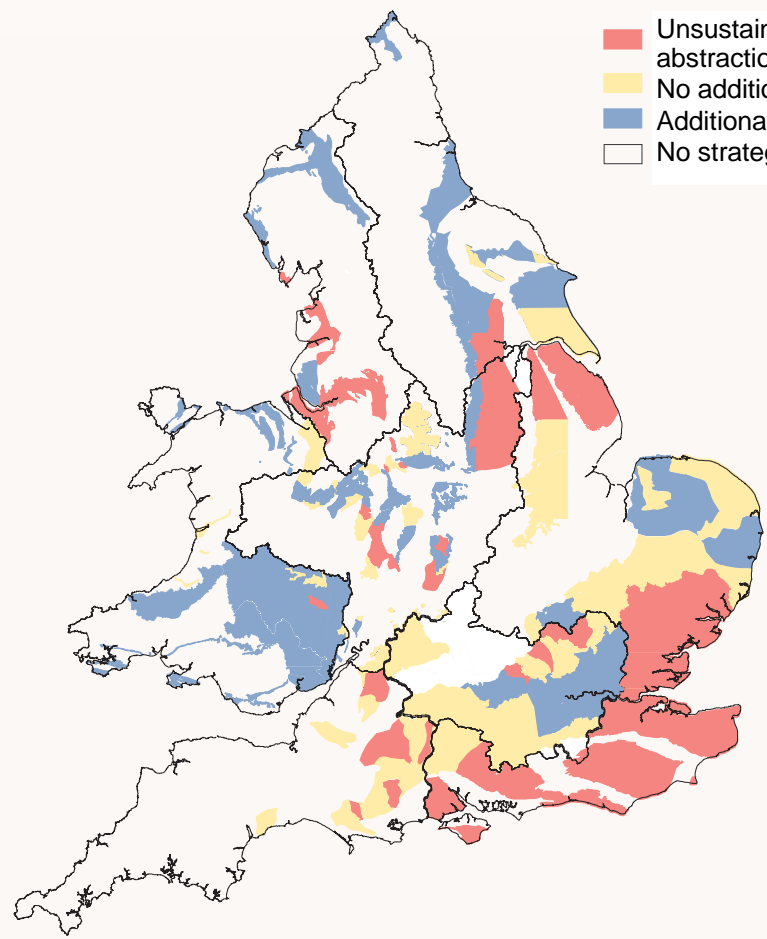 Unsustain
abstractio
No additio
Additiona
No strateg